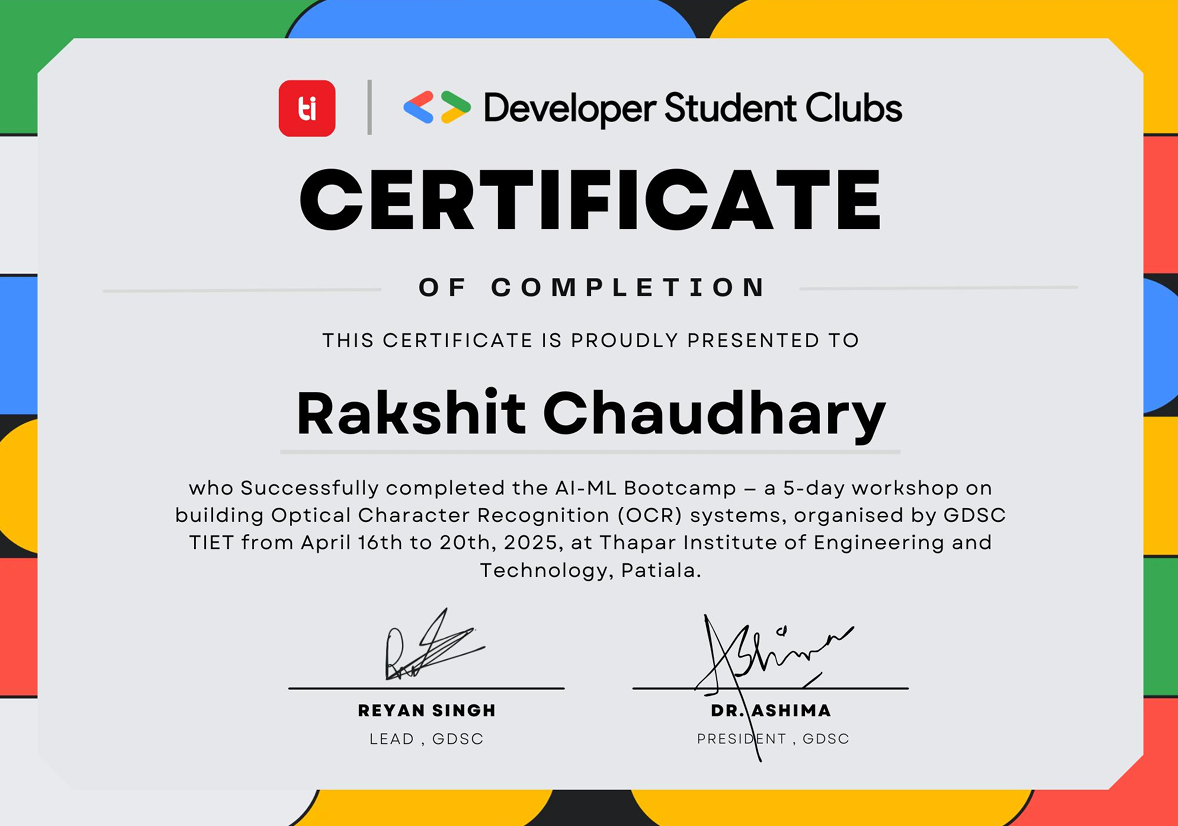 ti
Developer Student Clubs
CERTIFICATE
OF COMPLETION
THIS CERTIFICATE IS PROUDLY PRESENTED TO
Rakshit Chaudhary
who Successfully completed the AI-ML Bootcamp – a 5-day workshop on
building Optical Character Recognition (OCR) systems, organised by GDSC
TIET from April 16th to 20th, 2025, at Thapar Institute of Engineering and
Technology, Patiala.
Ashima
REYAN SINGH
DR. ASHIMA
LEAD , GDSC
PRESIDENT , GDSC